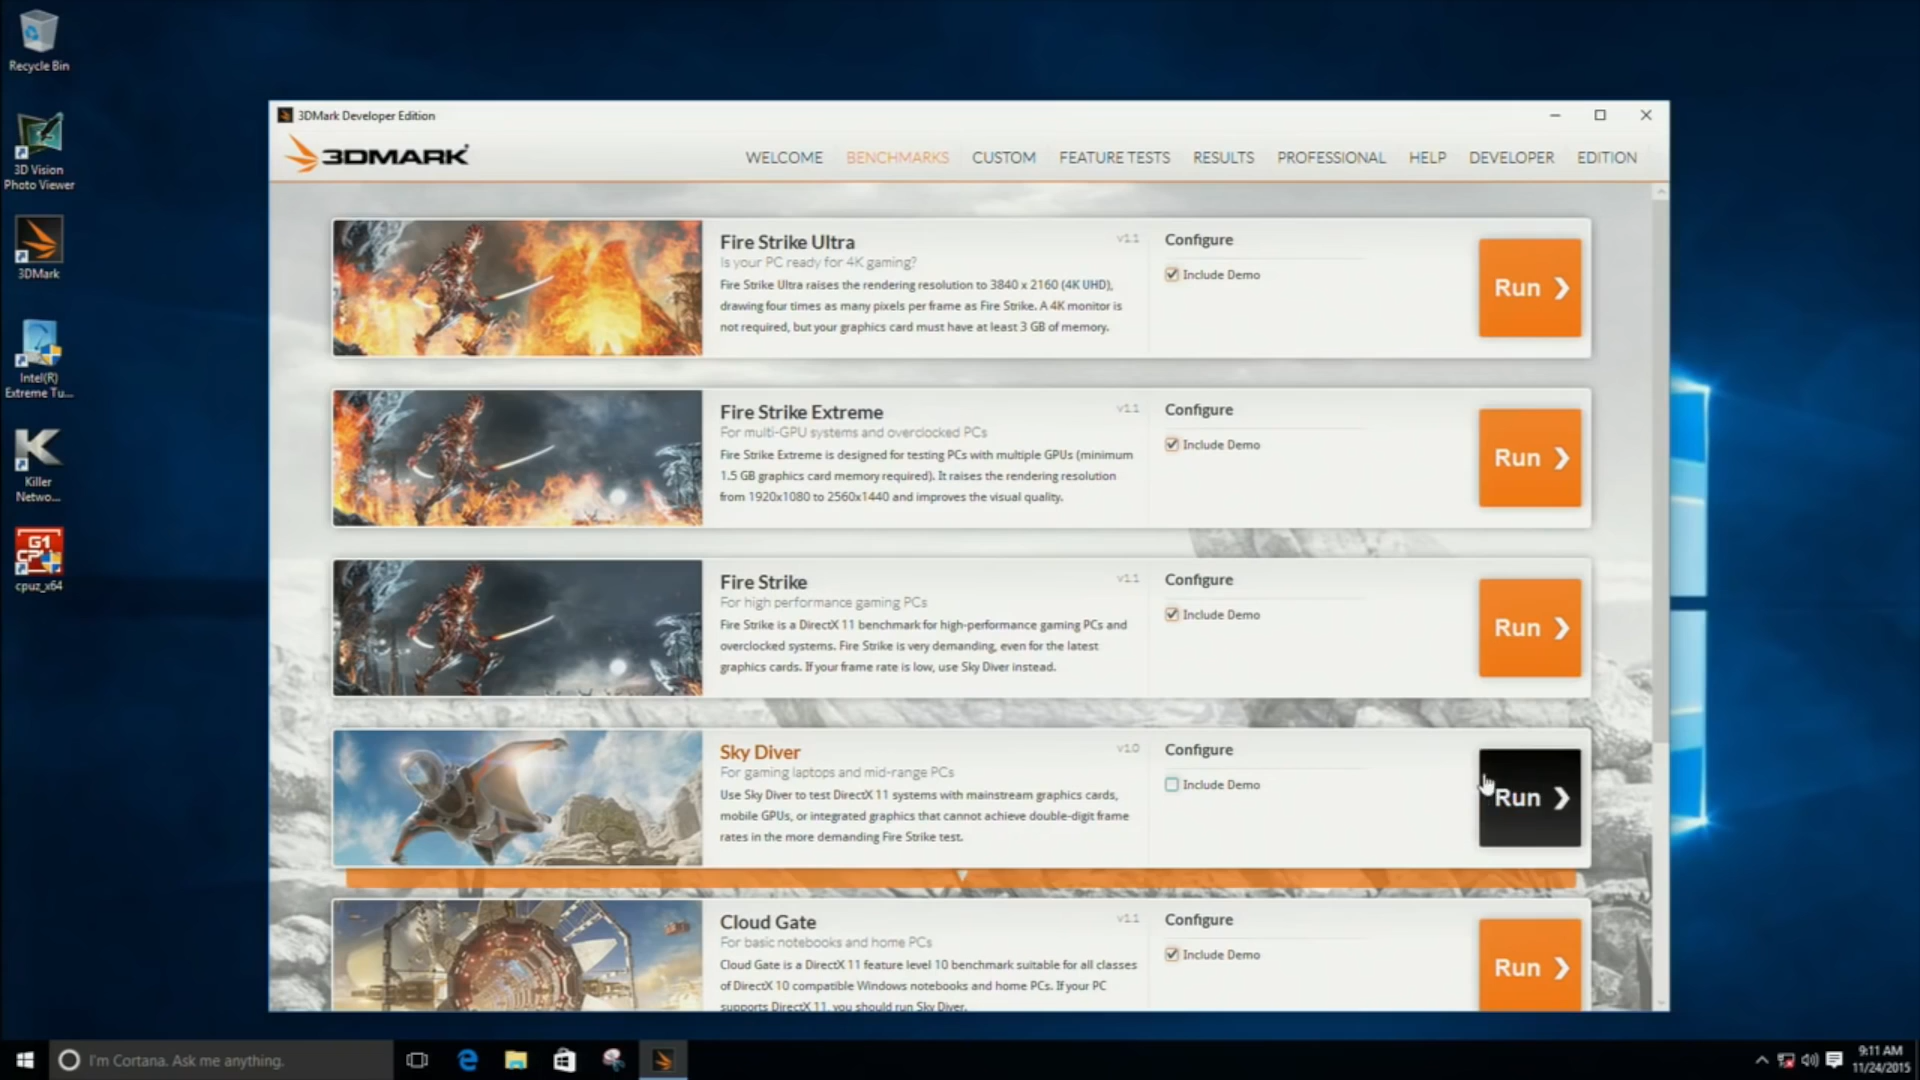 Recycle Bin
3D Vision
Photo Viewer
3DMark
Intel(R)
Extreme Tu...
Killer
Netwo...
G1
CPU
cpuz_x64
3DMark Developer Edition
3DMARK
WELCOME BENCHMARKS CUSTOM FEATURE TESTS RESULTS PROFESSIONAL HELP DEVELOPER EDITION
Fire Strike Ultra v1.1
Is your PC ready for 4K gaming?
Fire Strike Ultra raises the rendering resolution to 3840 x 2160 (4K UHD),
drawing four times as many pixels per frame as Fire Strike. A 4K monitor is
not required, but your graphics card must have at least 3 GB of memory.
Configure
Include Demo
Run
Fire Strike Extreme v1.1
For multi-GPU systems and overclocked PCs
Fire Strike Extreme is designed for testing PCs with multiple GPUs (minimum
1.5 GB graphics card memory required). It raises the rendering resolution
from 1920x1080 to 2560x1440 and improves the visual quality.
Configure
Include Demo
Run
Fire Strike v1.1
For high performance gaming PCs
Fire Strike is a DirectX 11 benchmark for high-performance gaming PCs and
overclocked systems. Fire Strike is very demanding, even for the latest
graphics cards. If your frame rate is low, use Sky Diver instead.
Configure
Include Demo
Run
Sky Diver v1.0
For gaming laptops and mid-range PCs
Use Sky Diver to test DirectX 11 systems with mainstream graphics cards,
mobile GPUs, or integrated graphics that cannot achieve double-digit frame
rates in the more demanding Fire Strike test.
Configure
Include Demo
Run
Cloud Gate v1.1
For basic notebooks and home PCs
Cloud Gate is a DirectX 11 feature level 10 benchmark suitable for all classes
of DirectX 10 compatible Windows notebooks and home PCs. If your PC
supports DirectX 11, you should run Sky Diver.
Configure
Include Demo
Run
I'm Cortana. Ask me anything.
9:11 AM
11/24/2015